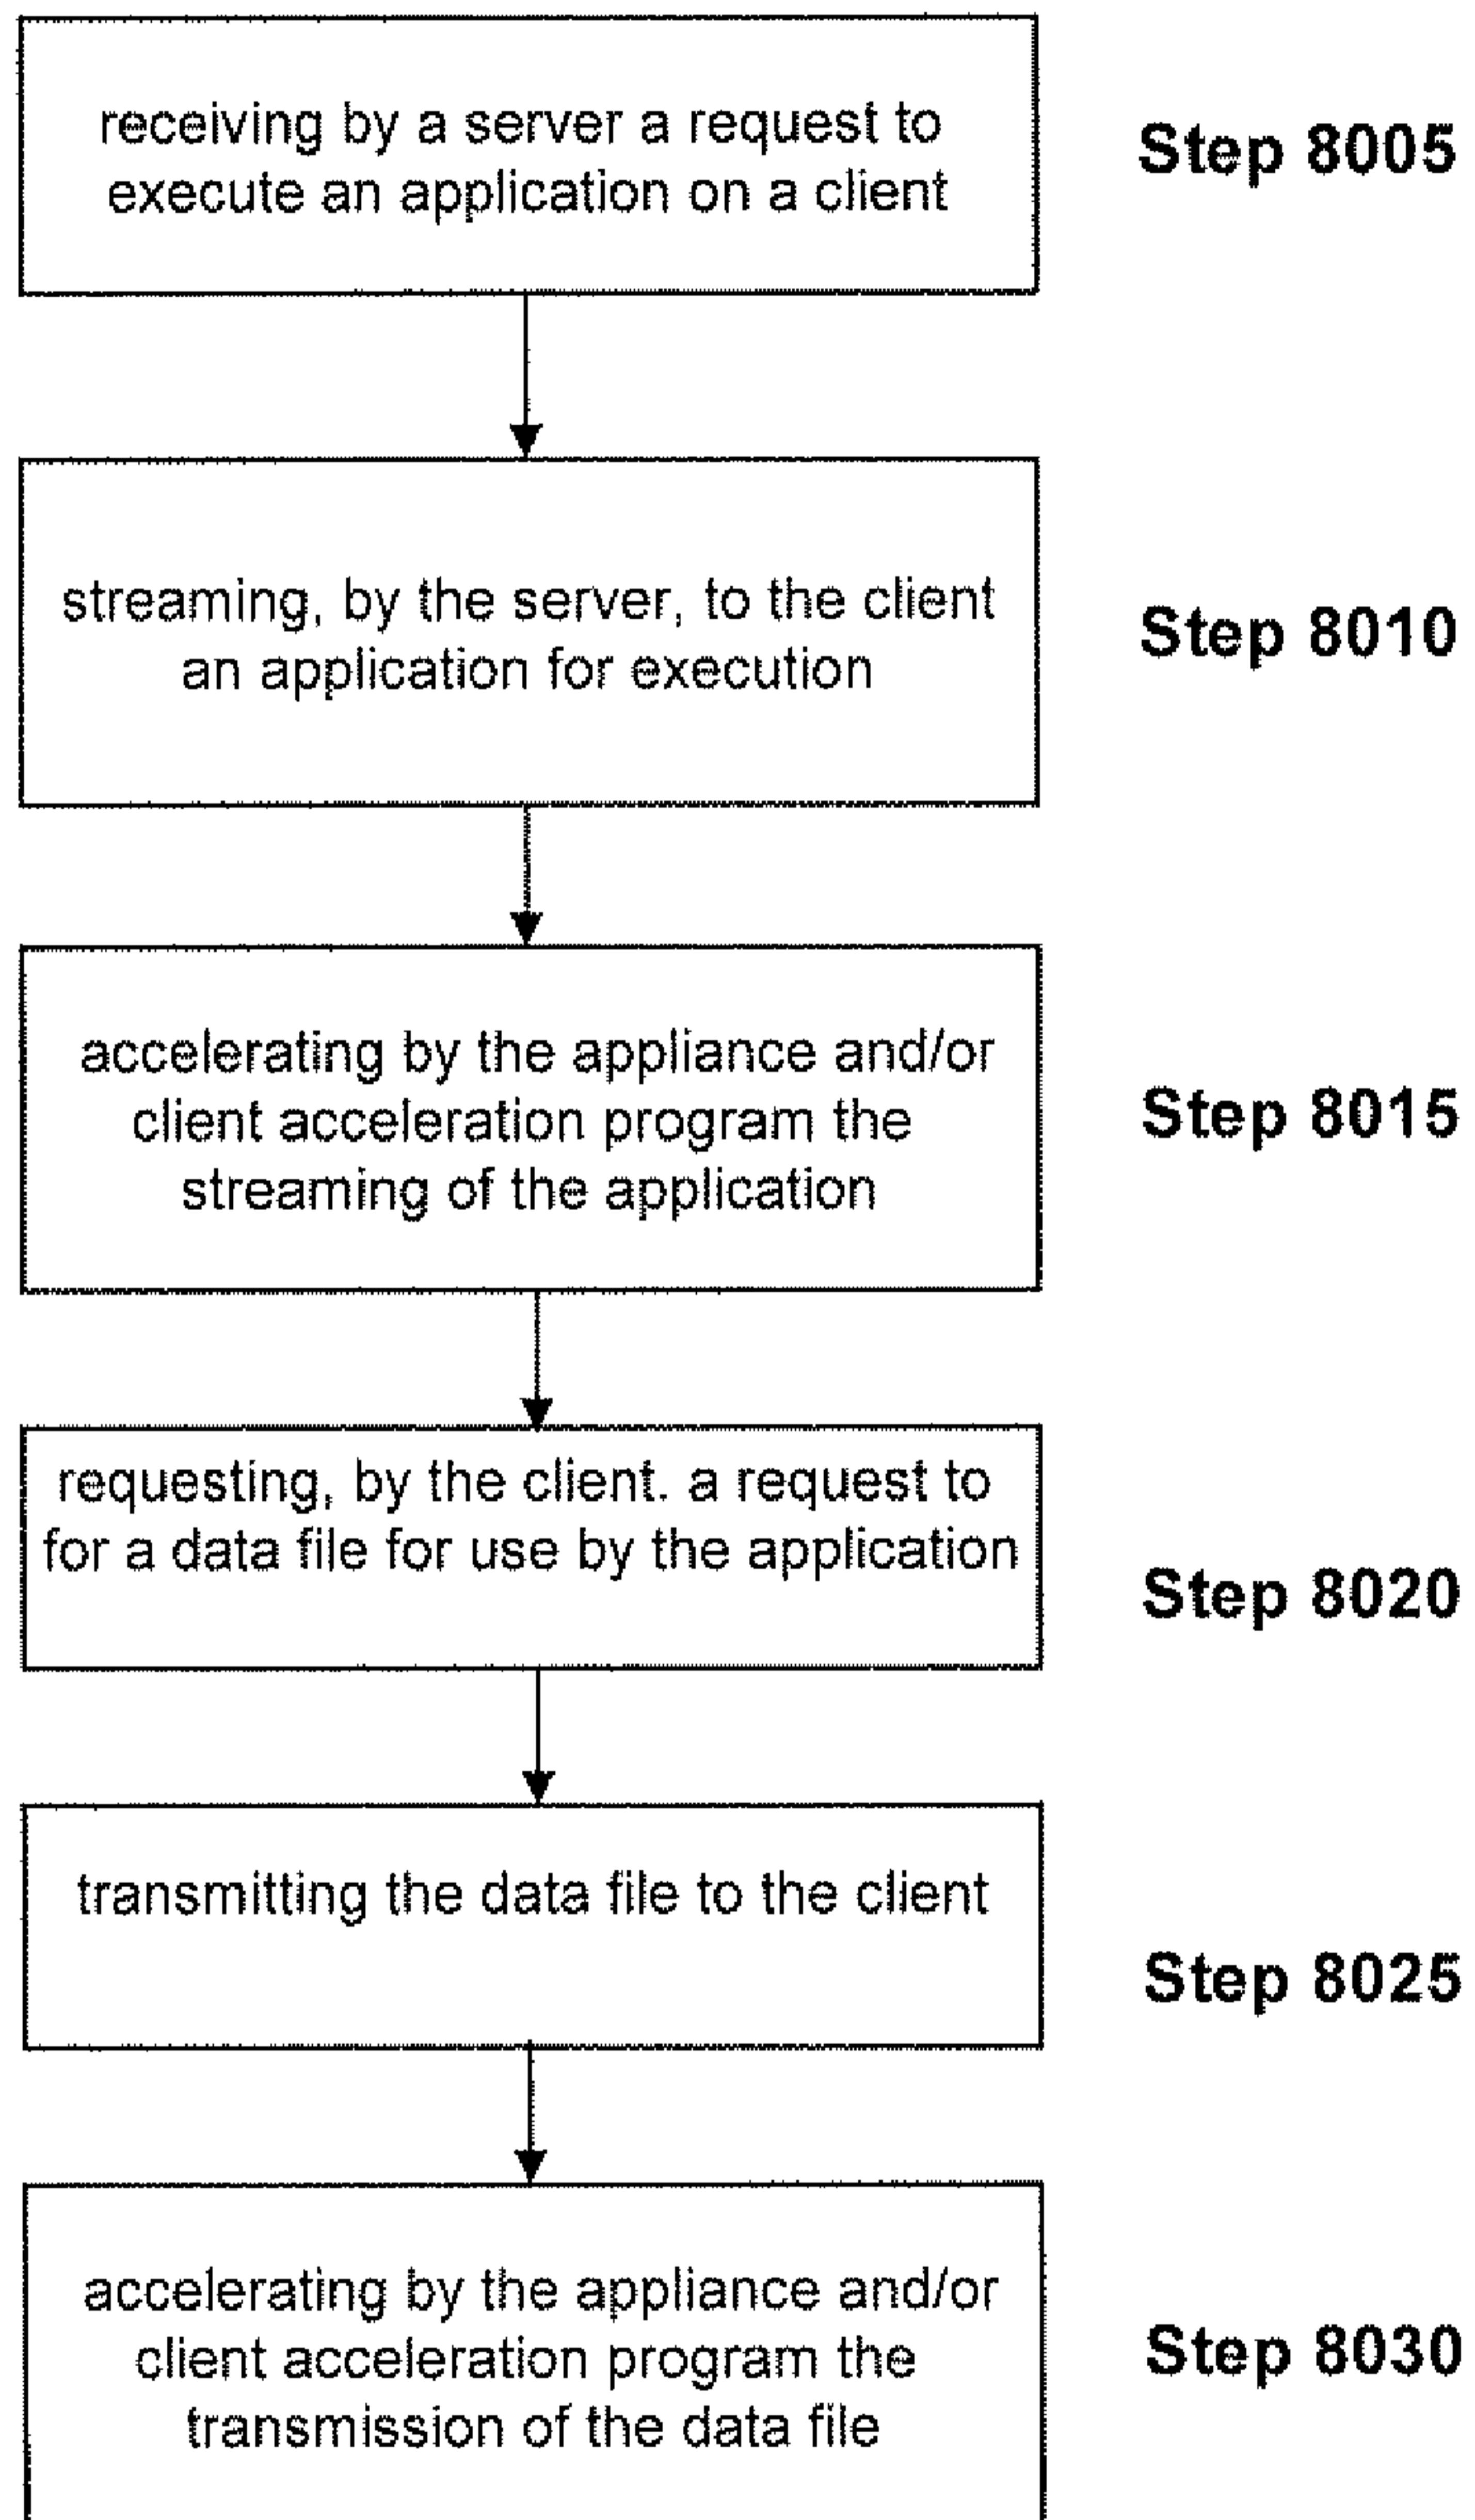 receiving by a server a request to
execute an application on a client
Step 8005
streaming, by the server, to the client
an application for execution
Step 8010
accelerating by the appliance and/or
client acceleration program the
streaming of the application
Step 8015
requesting, by the client. a request to
for a data file for use by the application
Step 8020
transmitting the data file to the client
Step 8025
accelerating by the appliance and/or
client acceleration program the
transmission of the data file
Step 8030